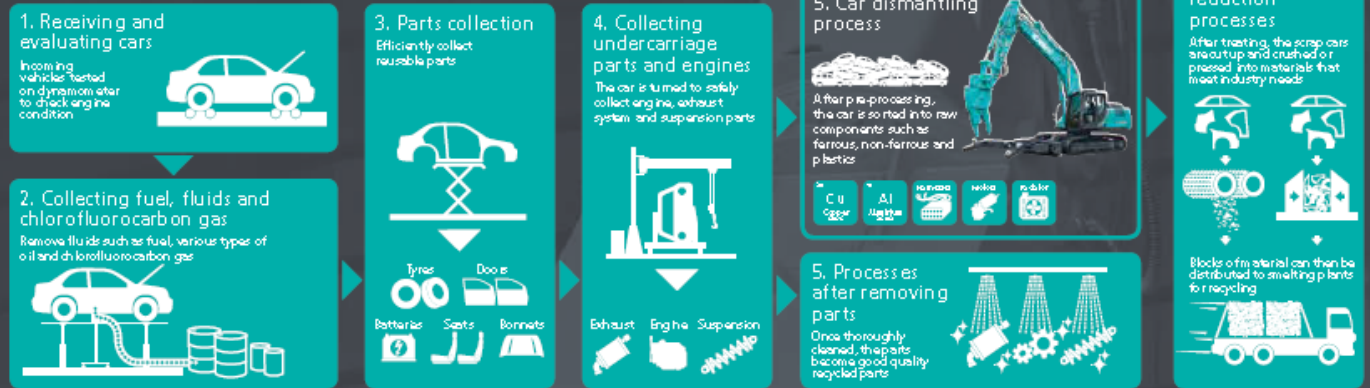 1. Receiving and
evaluating cars
Incoming
vehicles tested
on dynamometer
to check engine
condition
2. Collecting fuel, fluids and
chlorofluorocarbon gas
Remove fluids such as fuel, various types of
oil and chlorofluorocarbon gas
3. Parts collection
Efficiently collect
reusable parts
Tyres
Doors
Batteries
Seats
Bonnets
4. Collecting
undercarriage
parts and engines
The car is turned to safely
collect engine, exhaust
system and suspension parts
Exhaust
Engine
Suspension
5. Car dismantling
process
After pre-processing,
the car is sorted into raw
components such as
ferrous, non-ferrous and
plastics
Cu
Copper
Al
5. Processes
after removing
parts
Once thoroughly
cleaned, the parts
become good quality
recycled parts
reduction
processes
After treating, the scrap cars
are cut up and crushed or
pressed into materials that
meet industry needs
Blocks of material can then be
distributed to smelting plants
for recycling